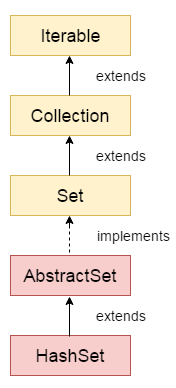 Iterable
extends
Collection
extends
Set
implements
AbstractSet
extends
HashSet